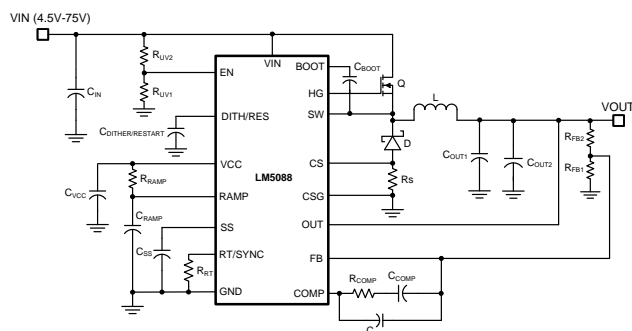 VIN (4.5V-75V)
RUV2
VIN
BOOT
CBOOT
Q
EN
HG
L
CIN
RUV1
SW
VOUT
DITH/RES
RFB2
CDITHER/RESTART
D
COUT1
COUT2
VCC
CS
RFB1
RRAMP
LM5088
Rs
CVCC
RAMP
CSG
CRAMP
SS
OUT
CSS
RT/SYNC
FB
RRT
RCOMP
CCOMP
GND
COMP